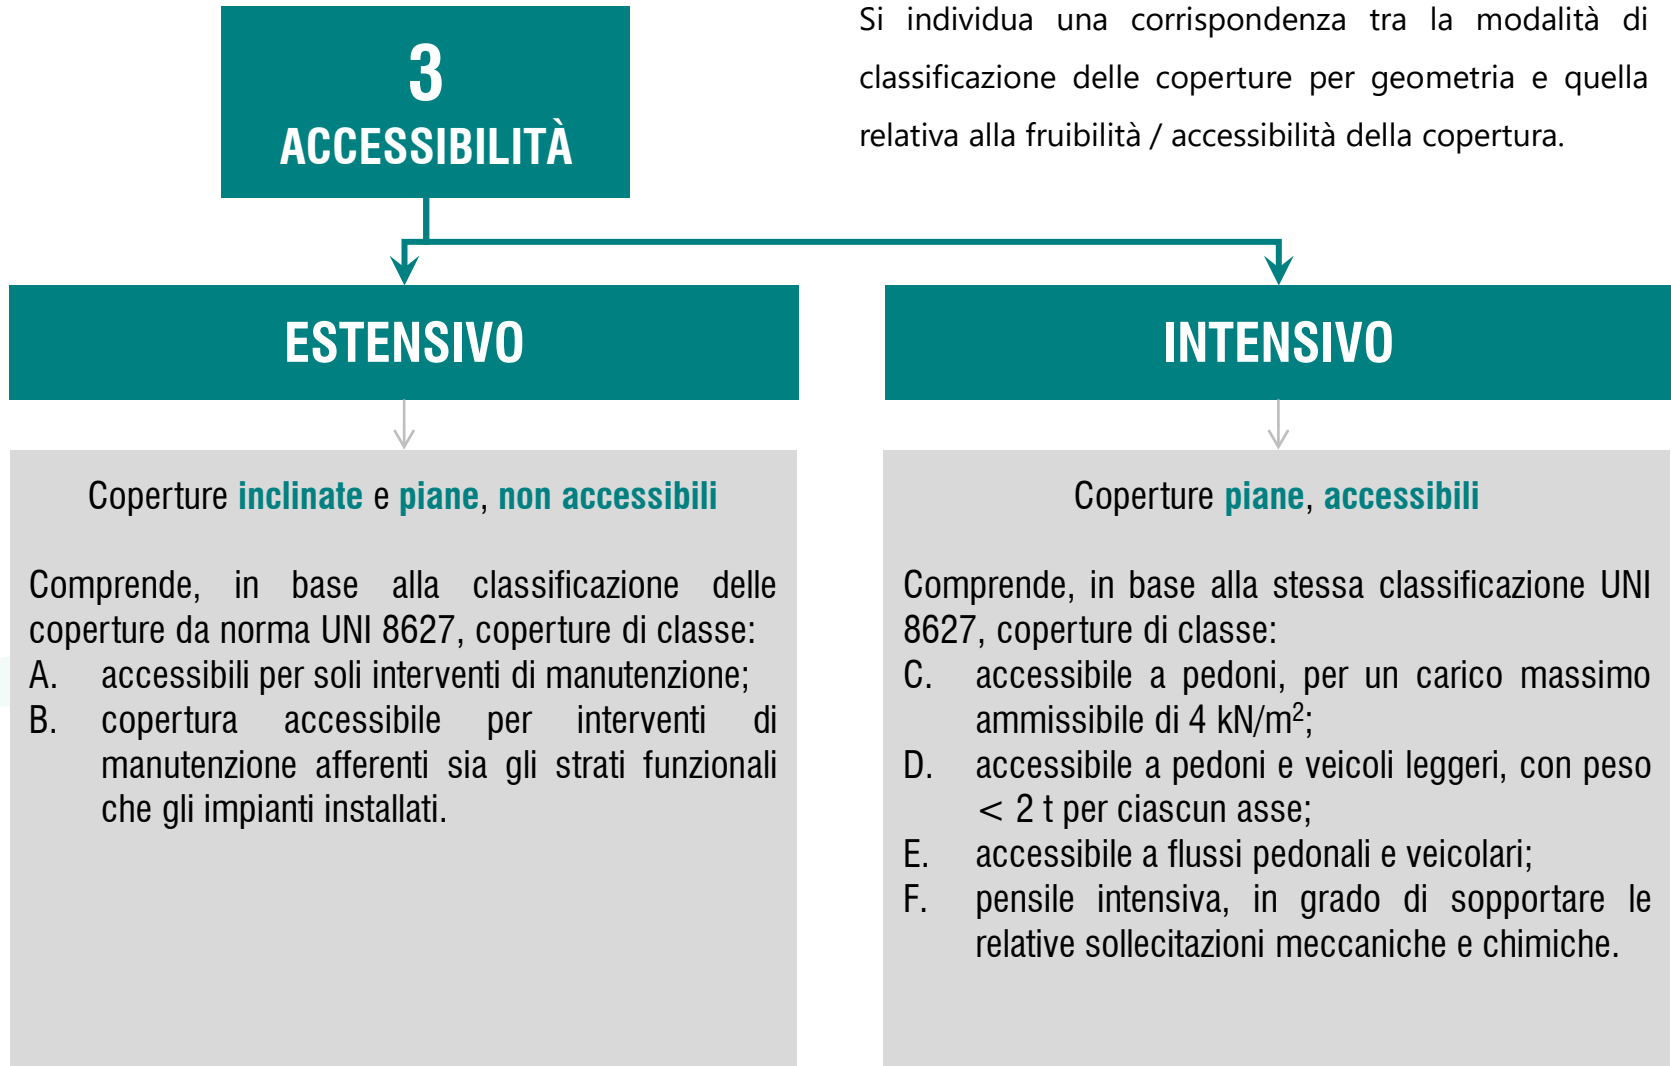 3
ACCESSIBILITÀ
Si individua una corrispondenza tra la modalità di
classificazione delle coperture per geometria e quella
relativa alla fruibilità / accessibilità della copertura.
ESTENSIVO
Coperture inclinate e piane, non accessibili
Comprende, in base alla classificazione delle
coperture da norma UNI 8627, coperture di classe:
A. accessibili per soli interventi di manutenzione;
B. copertura accessibile per interventi di
manutenzione afferenti sia gli strati funzionali
che gli impianti installati.
INTENSIVO
Coperture piane, accessibili
Comprende, in base alla stessa classificazione UNI
8627, coperture di classe:
C. accessibile a pedoni, per un carico massimo
ammissibile di 4 kN/m²;
D. accessibile a pedoni e veicoli leggeri, con peso
< 2 t per ciascun asse;
E. accessibile a flussi pedonali e veicolari;
F. pensile intensiva, in grado di sopportare le
relative sollecitazioni meccaniche e chimiche.